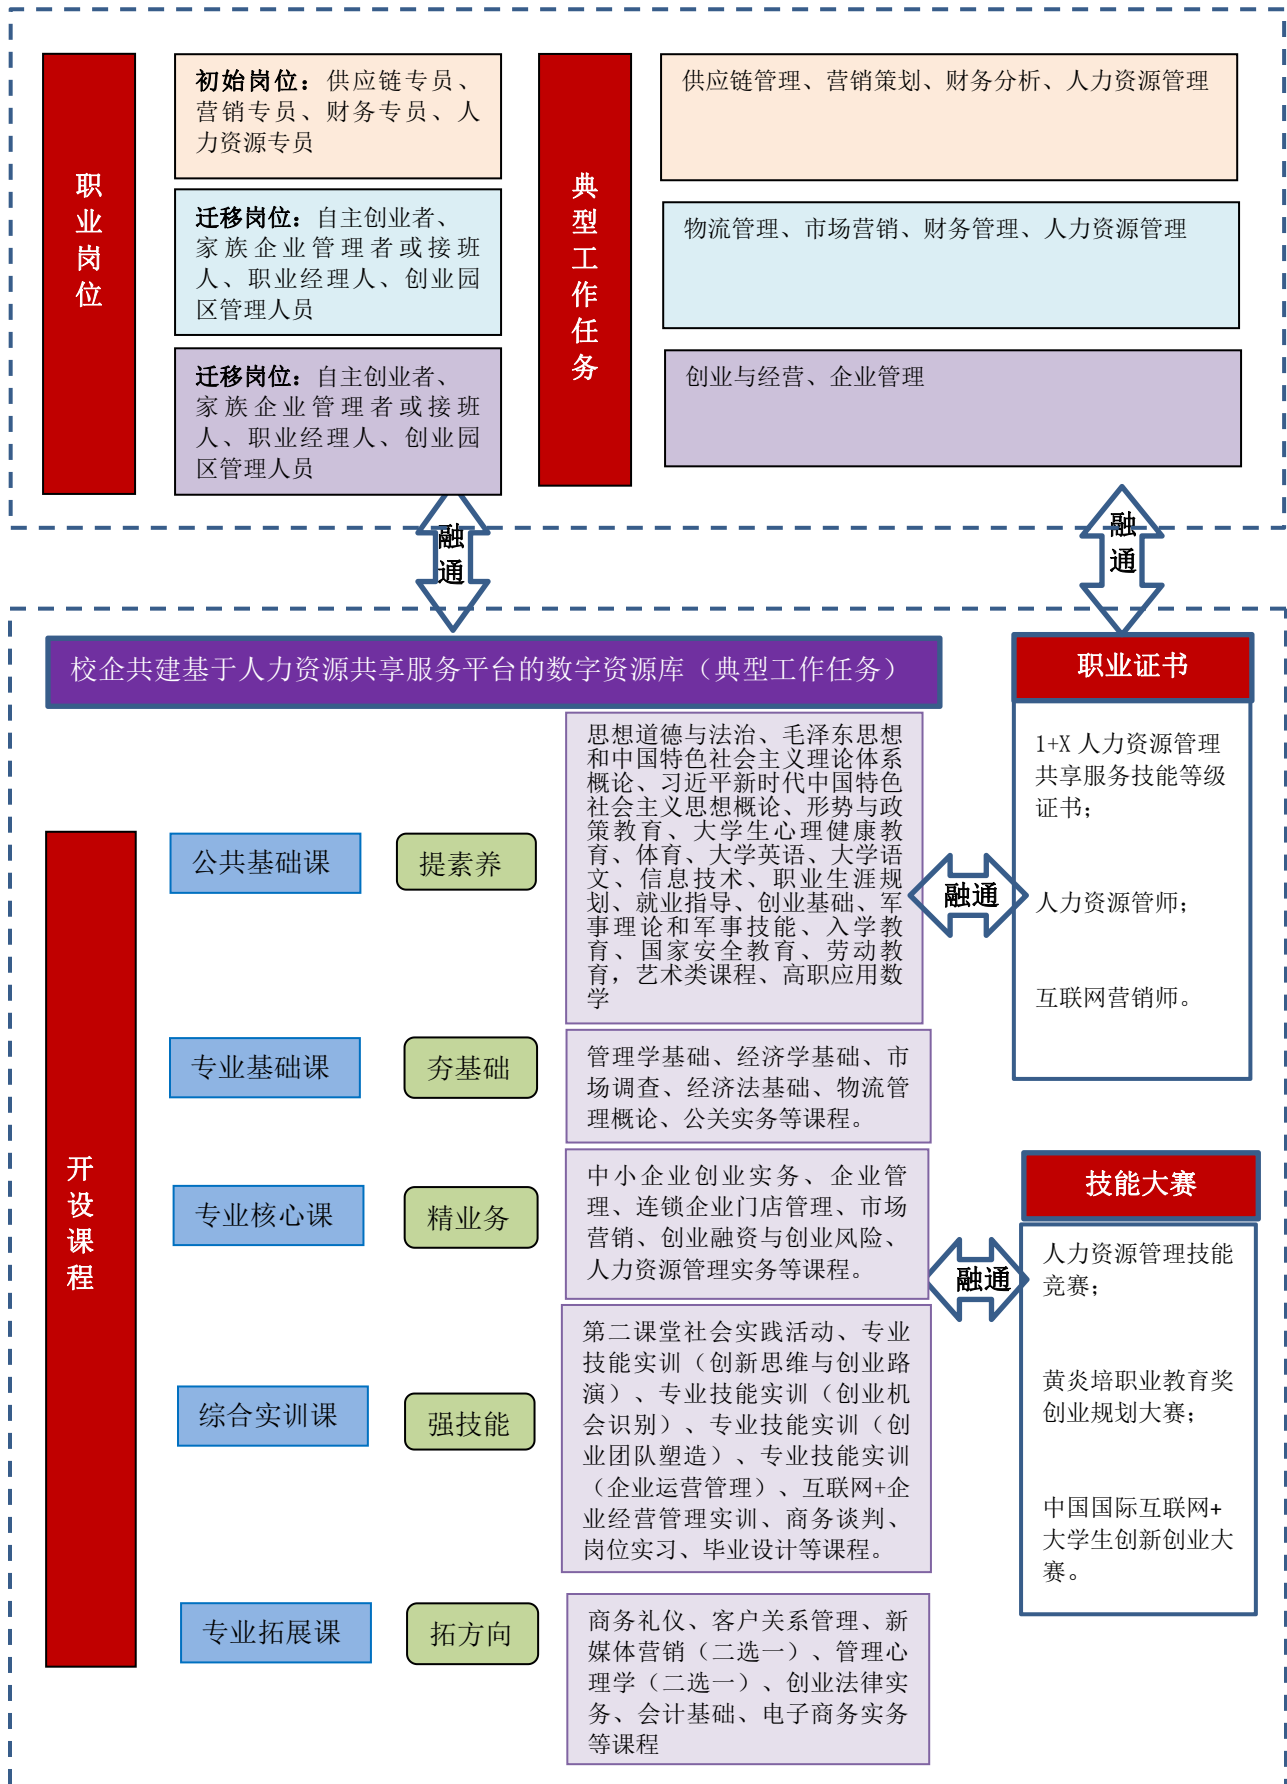 职业岗位
初始岗位：供应链专员、
营销专员、财务专员、人
力资源专员
迁移岗位：自主创业者、
家族企业管理者或接班
人、职业经理人、创业园
区管理人员
迁移岗位：自主创业者、
家族企业管理者或接班
人、职业经理人、创业园
区管理人员
典型工作任务
供应链管理、营销策划、财务分析、人力资源管理
物流管理、市场营销、财务管理、人力资源管理
创业与经营、企业管理
融
通
融
通
校企共建基于人力资源共享服务平台的数字资源库（典型工作任务）
开设课程
公共基础课
提素养
思想道德与法治、毛泽东思想
和中国特色社会主义理论体系
概论、习近平新时代中国特色
社会主义思想概论、形势与政
策教育、大学生心理健康教
育、体育、大学英语、大学语
文、信息技术、职业生涯规
划、就业指导、创业基础、军
事理论和军事技能、入学教
育、国家安全教育、劳动教
育，艺术类课程、高职应用数
学
专业基础课
夯基础
管理学基础、经济学基础、市
场调查、经济法基础、物流管
理概论、公关实务等课程。
专业核心课
精业务
中小企业创业实务、企业管
理、连锁企业门店管理、市场
营销、创业融资与创业风险、
人力资源管理实务等课程。
综合实训课
强技能
第二课堂社会实践活动、专业
技能实训（创新思维与创业路
演）、专业技能实训（创业机
会识别）、专业技能实训（创
业团队塑造）、专业技能实训
（企业运营管理）、互联网+企
业经营管理实训、商务谈判、
岗位实习、毕业设计等课程。
专业拓展课
拓方向
商务礼仪、客户关系管理、新
媒体营销（二选一）、管理心
理学（二选一）、创业法律实
务、会计基础、电子商务实务
等课程
融通
职业证书
1+X 人力资源管理
共享服务技能等级
证书；
人力资源管师；
互联网营销师。
融通
技能大赛
人力资源管理技能
竞赛；
黄炎培职业教育奖
创业规划大赛；
中国国际互联网+
大学生创新创业大
赛。